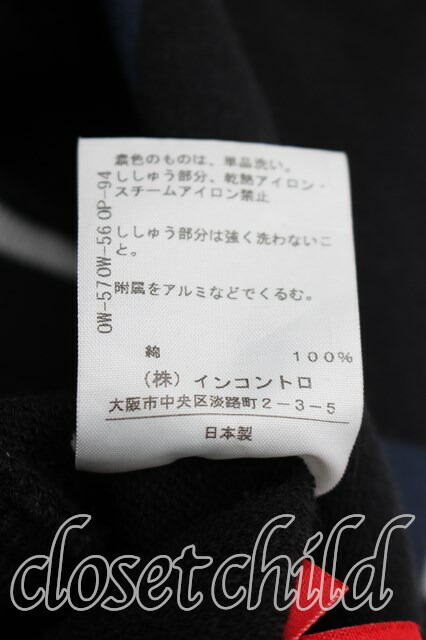 濃色のものは、単品洗い。
ししゅう部分、乾熱アイロン・
スチームアイロン禁止
ししゅう部分は強く洗わないこ
と。
附属をアルミなどでくるむ。
OW-57OW-56OP-94
綿 100%
(株)インコントロ
大阪市中央区淡路町2-3-5
日本製
closetchild